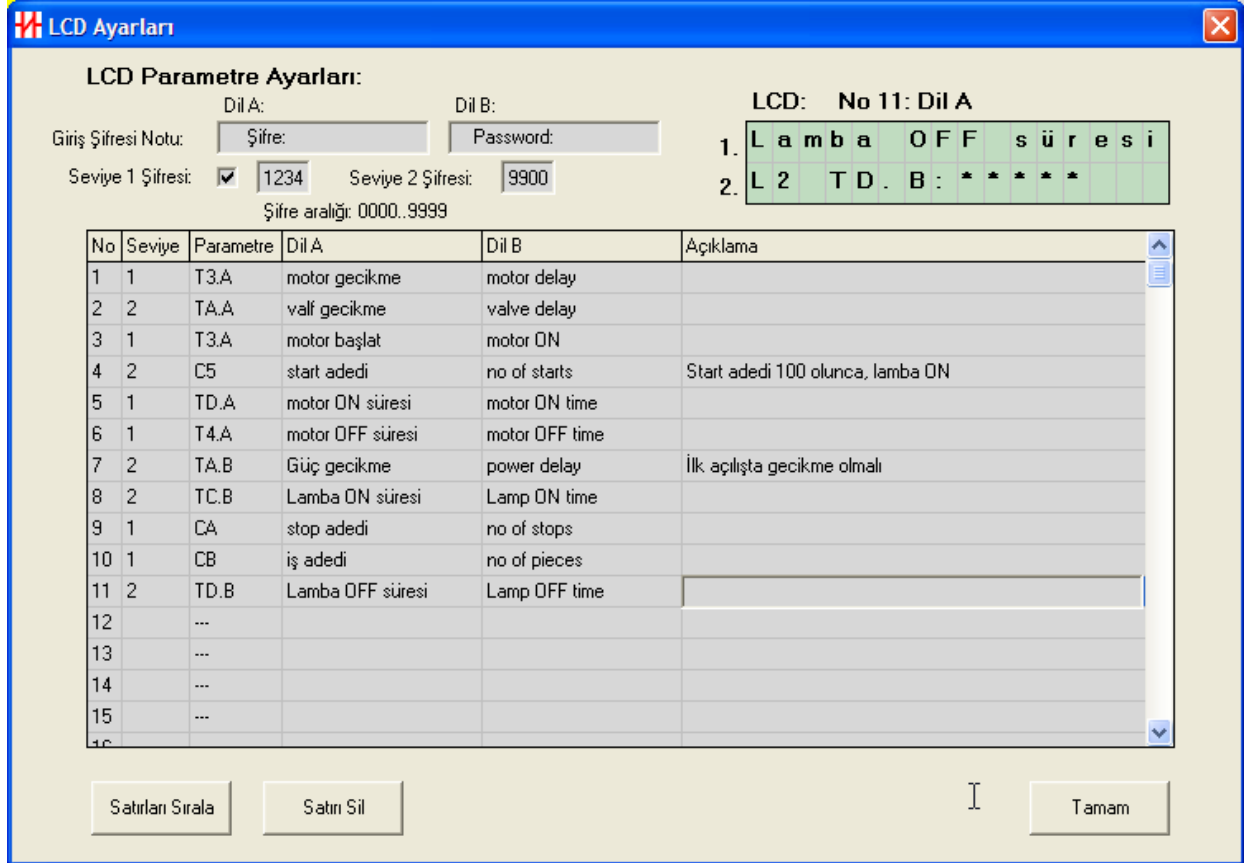 LCD Ayarları
LCD Parametre Ayarları:
Dil A: Dil B:
Giriş Şifresi Notu: Şifre: Password:
Seviye 1 Şifresi: 1234 Seviye 2 Şifresi: 9900
Şifre aralığı: 0000..9999
LCD: No 11: Dil A
1. Lamba OFF süresi
2. L2 TD.B:*****
No Seviye Parametre Dil A Dil B Açıklama
1 1 T3.A motor gecikme motor delay
2 2 TA.A valf gecikme valve delay
3 1 T3.A motor başlat motor ON
4 2 C5 start adedi no of starts Start adedi 100 olunca, lamba ON
5 1 TD.A motor ON süresi motor ON time
6 1 T4.A motor OFF süresi motor OFF time
7 2 TA.B Güç gecikme power delay İlk açılışta gecikme olmalı
8 2 TC.B Lamba ON süresi Lamp ON time
9 1 CA stop adedi no of stops
10 1 CB iş adedi no of pieces
11 2 TD.B Lamba OFF süresi Lamp OFF time
12 ---
13 ---
14 ---
15 ---
Satırları Sırala Satırı Sil Tamam